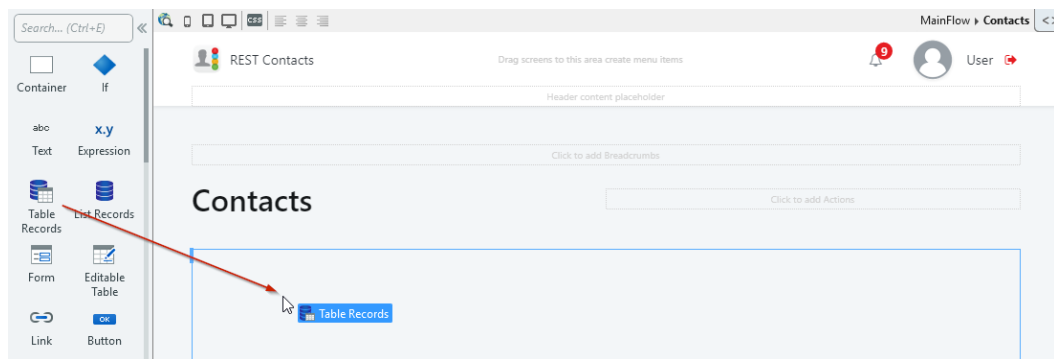 Search... (Ctrl+E)
Container
If
abc
Text
x.y
Expression
Table
Records
List Records
Form
Editable
Table
Link
OK
Button
CSS
MainFlow Contacts
REST Contacts
Drag screens to this area create menu items
9
User
Header content placeholder
Click to add Breadcrumbs
Contacts
Click to add Actions
Table Records